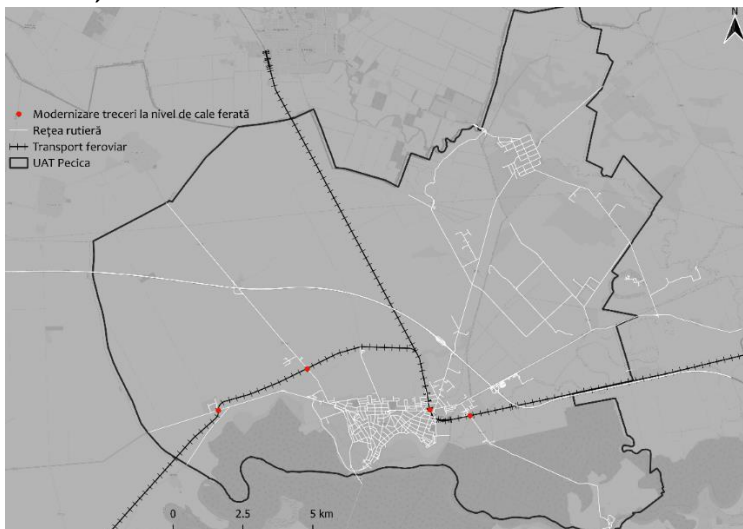 N
Modernizare treceri la nivel de cale ferată
Rețea rutieră
Transport feroviar
UAT Pecica
0 2.5 5 km